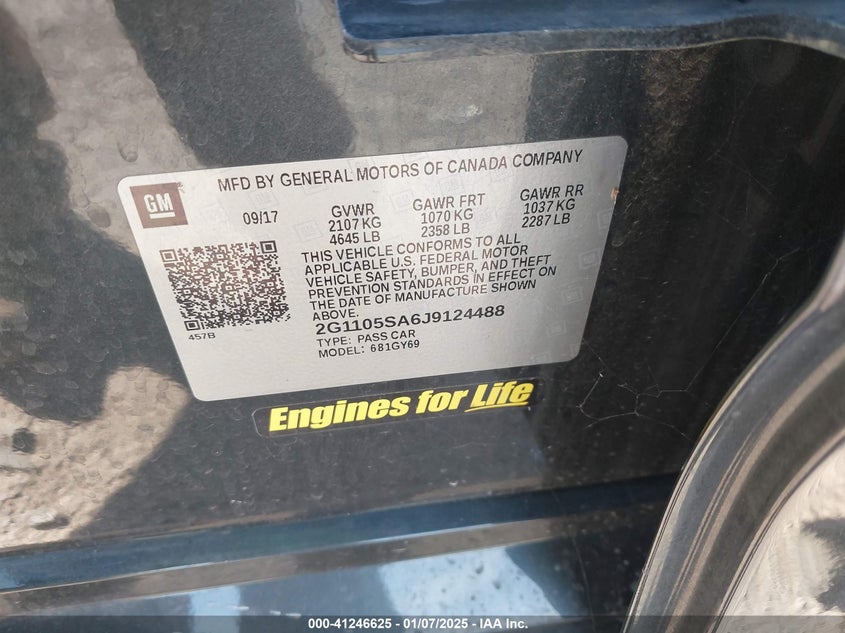 MFD BY GENERAL MOTORS OF CANADA COMPANY
GM
09/17
GVWR
2107 KG
4645 LB
GAWR FRT
1070 KG
2358 LB
GAWR RR
1037 KG
2287 LB
THIS VEHICLE CONFORMS TO ALL
APPLICABLE U.S. FEDERAL MOTOR
VEHICLE SAFETY, BUMPER, AND THEFT
PREVENTION STANDARDS IN EFFECT ON
THE DATE OF MANUFACTURE SHOWN
ABOVE.
457B
2G1105SA6J9124488
TYPE: PASS CAR
MODEL: 681GY69
Engines for Life
000-41246625 - 01/07/2025 - IAA Inc.